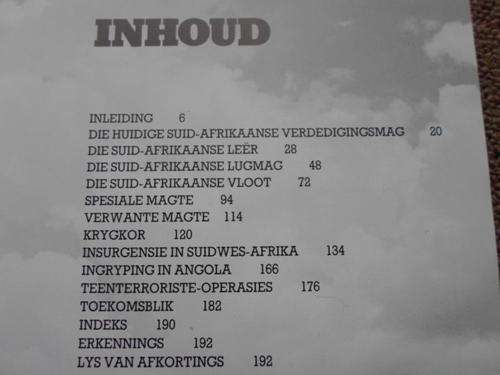 INHOUD
INLEIDING 6
DIE HUIDIGE SUID-AFRIKAANSE VERDEDIGINGSMAG 20
DIE SUID-AFRIKAANSE LEËR 28
DIE SUID-AFRIKAANSE LUGMAG 48
DIE SUID-AFRIKAANSE VLOOT 72
SPESIALE MAGTE 94
VERWANTE MAGTE 114
KRYGKOR 120
INSURGENSIE IN SUIDWES-AFRIKA 134
INGRYPING IN ANGOLA 166
TEENTERRORISTE-OPERASIES 176
TOEKOMSBLIK 182
INDEKS 190
ERKENNINGS 192
LYS VAN AFKORTINGS 192